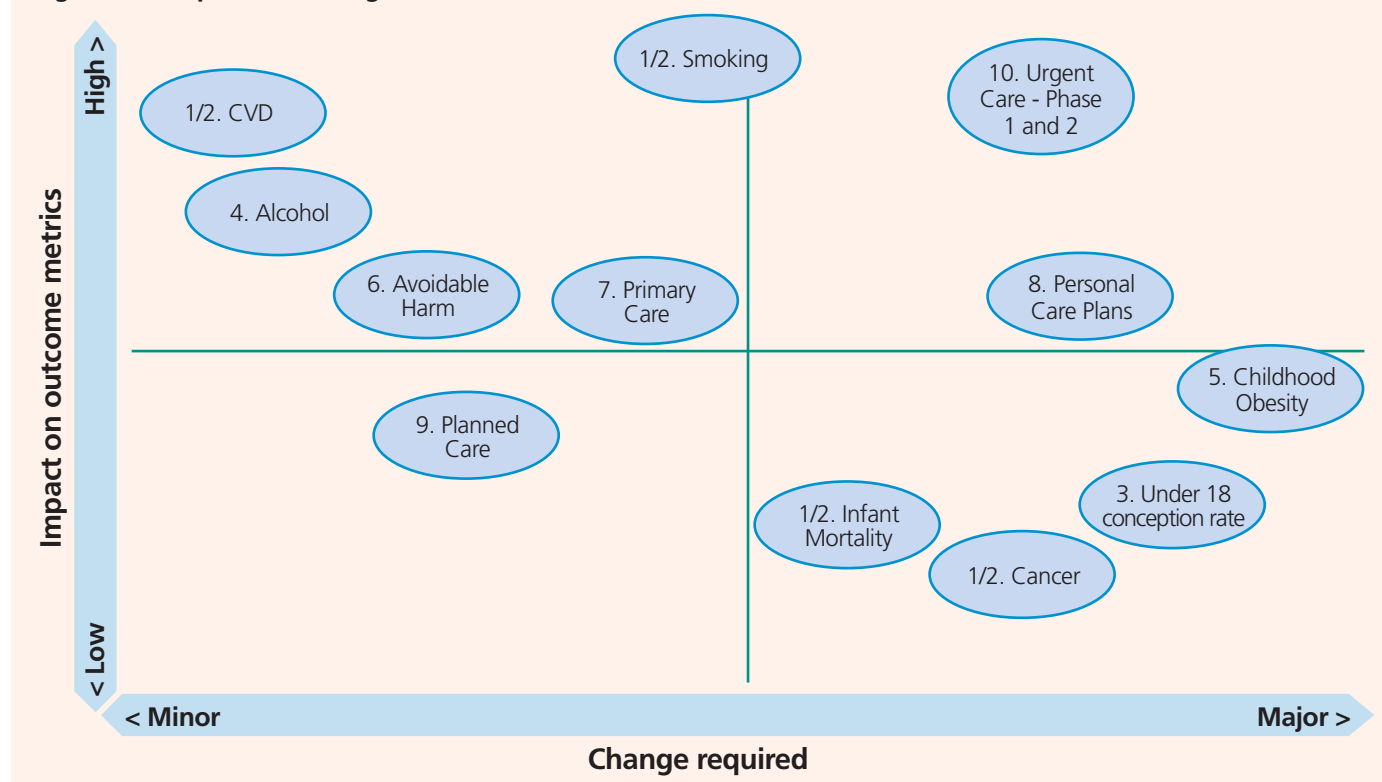 High >
1/2. Smoking
10. Urgent
Care - Phase
1 and 2
1/2. CVD
4. Alcohol
6. Avoidable
Harm
7. Primary
Care
8. Personal
Care Plans
5. Childhood
Obesity
9. Planned
Care
1/2. Infant
Mortality
3. Under 18
conception rate
1/2. Cancer
Impact on outcome metrics
< Low
< Minor
Major >
Change required